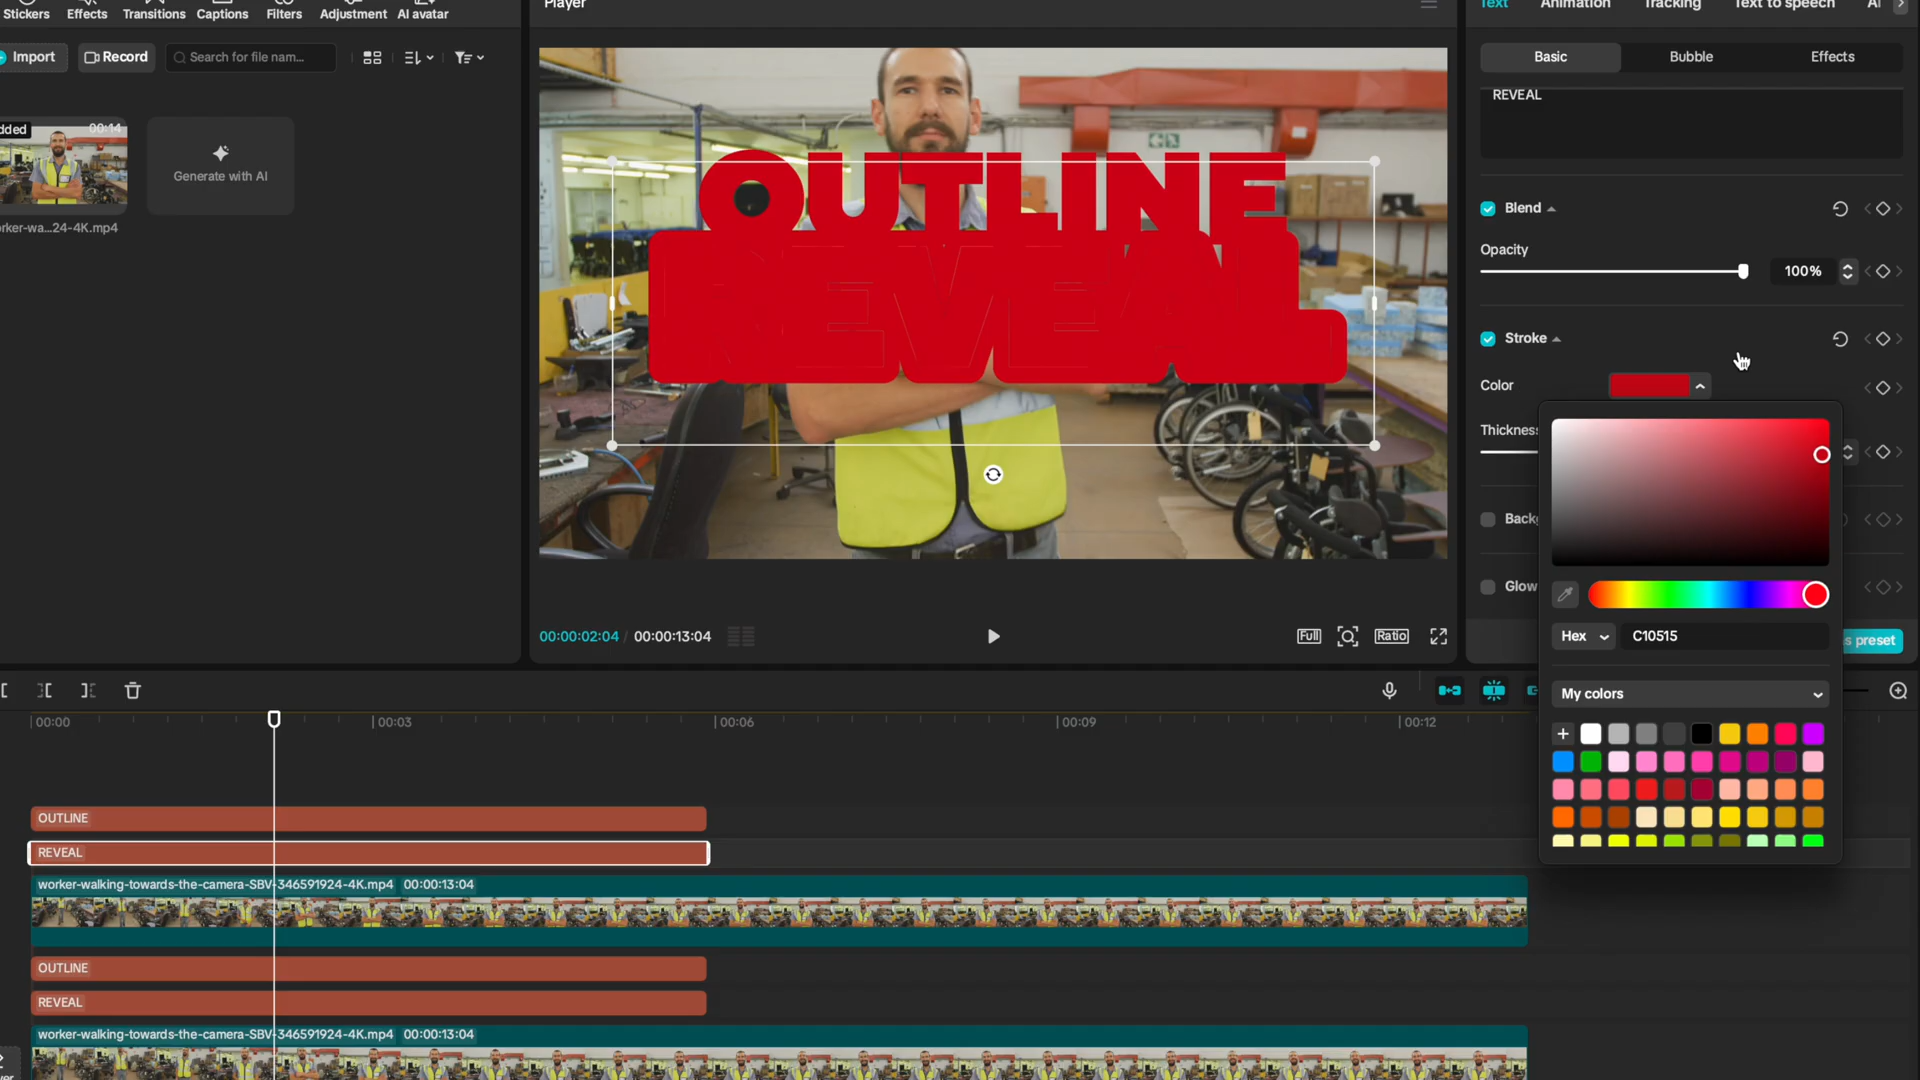 Stickers Effects Transitions Captions Filters Adjustment AI avatar
Import Record Search for file nam...
dded 00:14
Generate with AI
rker-wa...24-4K.mp4
Player
OUTLINE
REVEAL
00:00:02:04 / 00:00:13:04
Full Ratio
Text Animation Tracking Text to speech AI
Basic Bubble Effects
REVEAL
Blend
Opacity
100%
Stroke
Color
Thickness
Backg
Glow
Hex C10515
s preset
My colors
00:00 00:03 00:06 00:09 00:12
OUTLINE
REVEAL
worker-walking-towards-the-camera-SBV-346591924-4K.mp4 00:00:13:04
OUTLINE
REVEAL
worker-walking-towards-the-camera-SBV-346591924-4K.mp4 00:00:13:04
ver